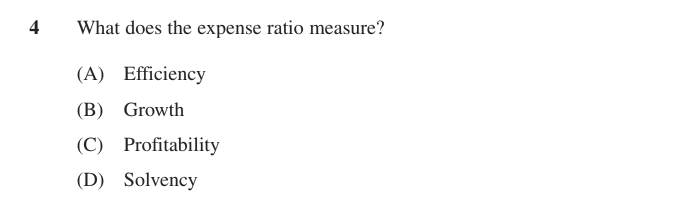 4 What does the expense ratio measure?
(A) Efficiency
(B) Growth
(C) Profitability
(D) Solvency